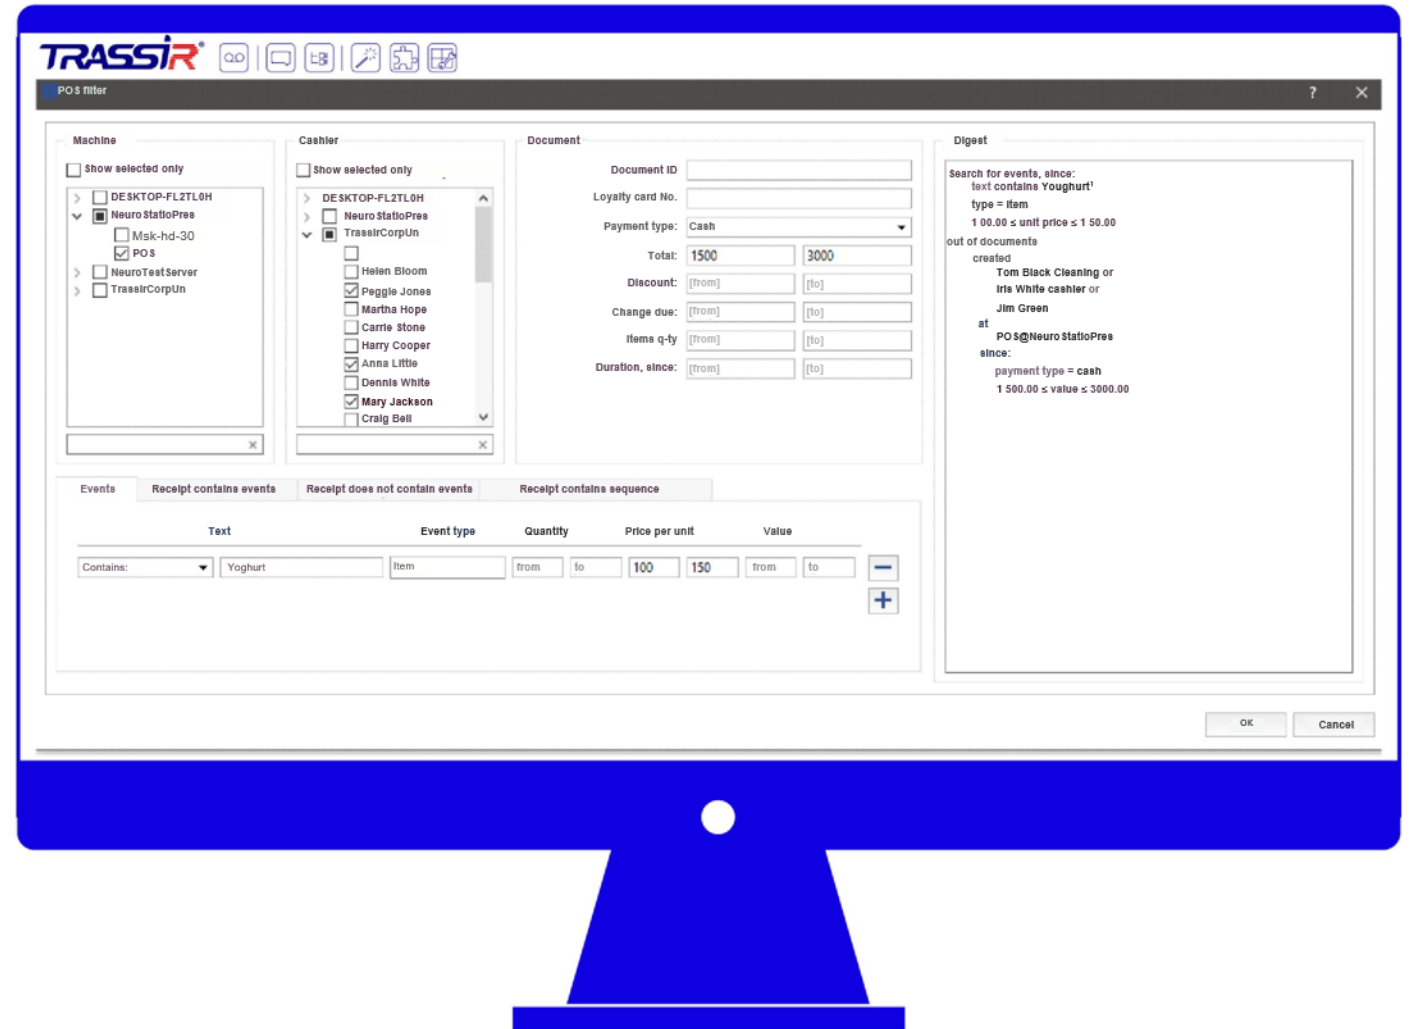 TRASSIR
POS filter
? ×
Machine
Show selected only
DESKTOP-FL2TL0H
NeuroStatioPres
Msk-hd-30
POS
NeuroTestServer
TrassirCorpUn
×
Cashier
Show selected only
DESKTOP-FL2TL0H
NeuroStatioPres
TrassirCorpUn
Helen Bloom
Peggie Jones
Martha Hope
Carrie Stone
Harry Cooper
Anna Little
Dennis White
Mary Jackson
Craig Bell
×
Document
Document ID
Loyalty card No.
Payment type: Cash
Total: 1500 3000
Discount: [from] [to]
Change due: [from] [to]
Items q-ty [from] [to]
Duration, since: [from] [to]
Digest
Search for events, since:
text contains Youghurt¹
type = Item
1 00.00 ≤ unit price ≤ 1 50.00
out of documents
created
Tom Black Cleaning or
Iris White cashier or
Jim Green
at
POS@NeuroStatioPres
since:
payment type = cash
1 500.00 ≤ value ≤ 3000.00
Events Receipt contains events Receipt does not contain events Receipt contains sequence
Text Event type Quantity Price per unit Value
Contains: Yoghurt Item from to 100 150 from to
OK Cancel